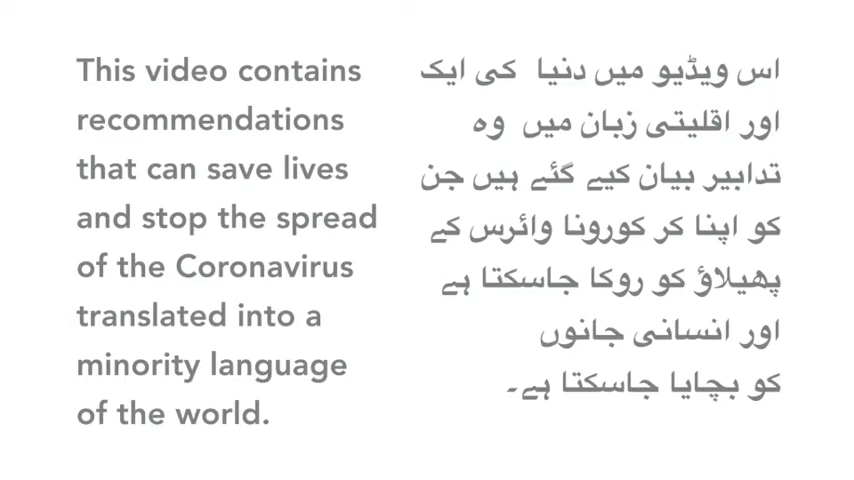 This video contains
recommendations
that can save lives
and stop the spread
of the Coronavirus
translated into a
minority language
of the world.
اس ویڈیو میں دنیا کی ایک
اور اقلیتی زبان میں وہ
تدابیر بیان کیے گئے ہیں جن
کو اپنا کر کورونا وائرس کے
پھیلاؤ کو روکا جاسکتا ہے
اور انسانی جانوں
کو بچایا جاسکتا ہے۔